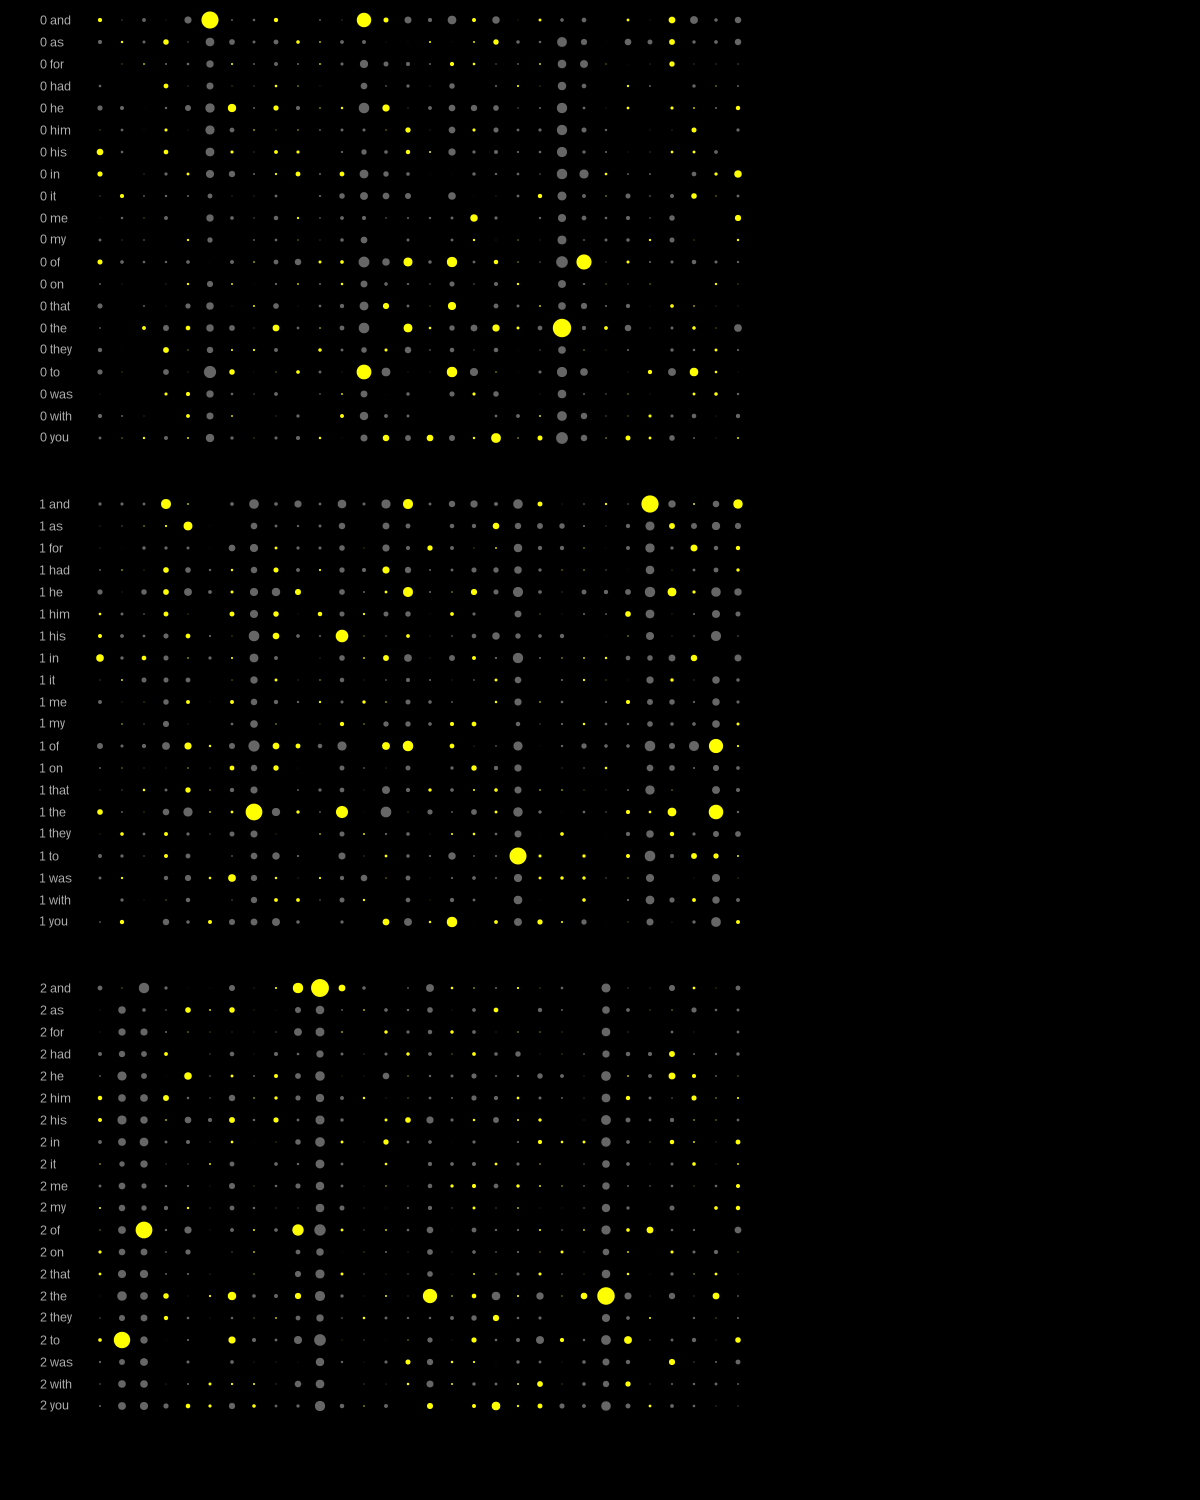 0 and
0 as
0 for
0 had
0 he
0 him
0 his
0 in
0 it
0 me
0 my
0 of
0 on
0 that
0 the
0 they
0 to
0 was
0 with
0 you
1 and
1 as
1 for
1 had
1 he
1 him
1 his
1 in
1 it
1 me
1 my
1 of
1 on
1 that
1 the
1 they
1 to
1 was
1 with
1 you
2 and
2 as
2 for
2 had
2 he
2 him
2 his
2 in
2 it
2 me
2 my
2 of
2 on
2 that
2 the
2 they
2 to
2 was
2 with
2 you